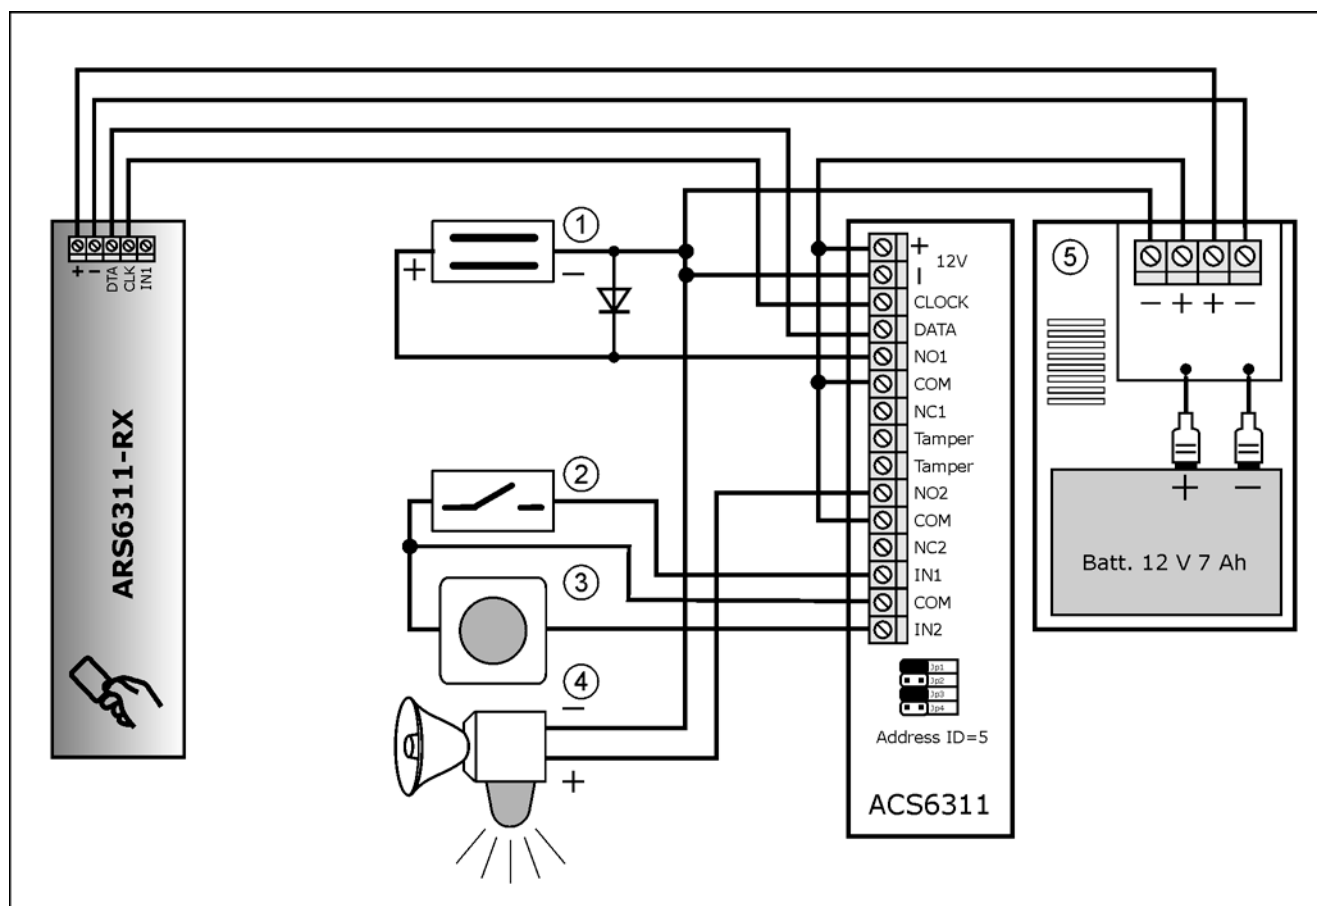 +
−
DTA
CLK
IN1
ARS6311-RX
1
+
−
2
3
4
−
+
+
12V
−
CLOCK
DATA
NO1
COM
NC1
Tamper
Tamper
NO2
COM
NC2
IN1
COM
IN2
Jp1
Jp2
Jp3
Jp4
Address ID=5
ACS6311
5
− + + −
+ −
Batt. 12 V 7 Ah